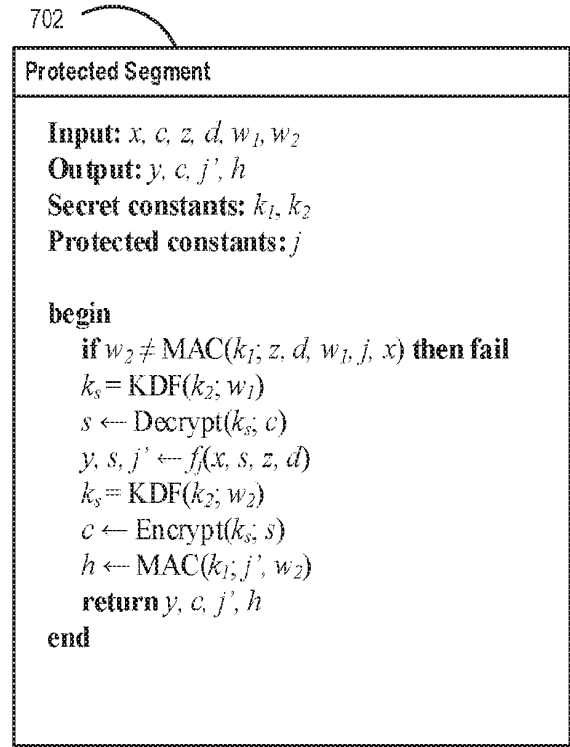 702
Protected Segment
Input: x, c, z, d, w₁, w₂
Output: y, c, j’, h
Secret constants: k₁, k₂
Protected constants: j
begin
if w₂ ≠ MAC(k₁; z, d, w₁, j, x) then fail
kₛ = KDF(k₂; w₁)
s ← Decrypt(kₛ; c)
y, s, j’ ← fⱼ(x, s, z, d)
kₛ = KDF(k₂; w₂)
c ← Encrypt(kₛ; s)
h ← MAC(k₁; j’, w₂)
return y, c, j’, h
end